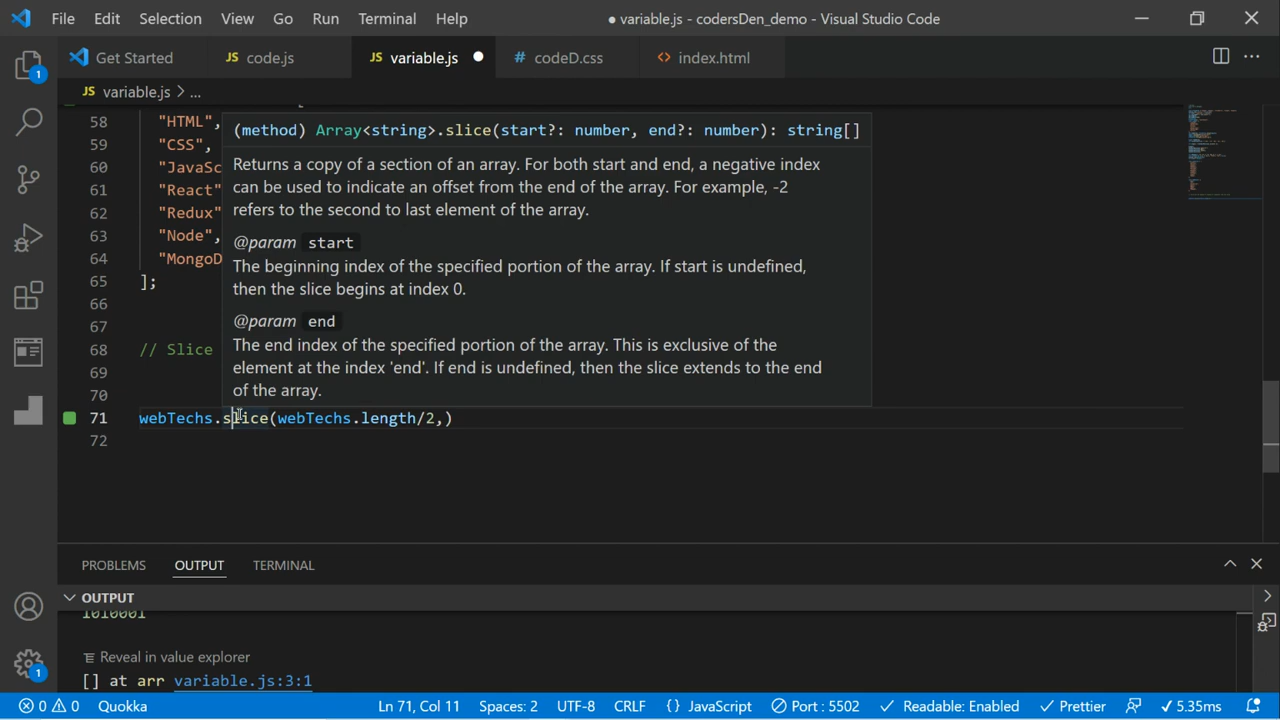 File Edit Selection View Go Run Terminal Help ● variable.js - codersDen_demo - Visual Studio Code
Get Started JS code.js JS variable.js # codeD.css <> index.html ...
JS variable.js > ...
58 "HTML", (method) Array<string>.slice(start?: number, end?: number): string[]
59 "CSS", Returns a copy of a section of an array. For both start and end, a negative index
60 "JavaSc can be used to indicate an offset from the end of the array. For example, -2
61 "React"
62 "Redux" refers to the second to last element of the array.
63 "Node", @param start
64 "MongoD The beginning index of the specified portion of the array. If start is undefined,
65 ]; then the slice begins at index 0.
66
67 @param end
68 // Slice The end index of the specified portion of the array. This is exclusive of the
69 element at the index 'end'. If end is undefined, then the slice extends to the end
70 of the array.
71 webTechs.slice(webTechs.length/2,)
72
PROBLEMS OUTPUT TERMINAL
OUTPUT
1010001
Reveal in value explorer
[] at arr variable.js:3:1
1 0 0 Quokka Ln 71, Col 11 Spaces: 2 UTF-8 CRLF {} JavaScript Port : 5502 Readable: Enabled Prettier ✓ 5.35ms